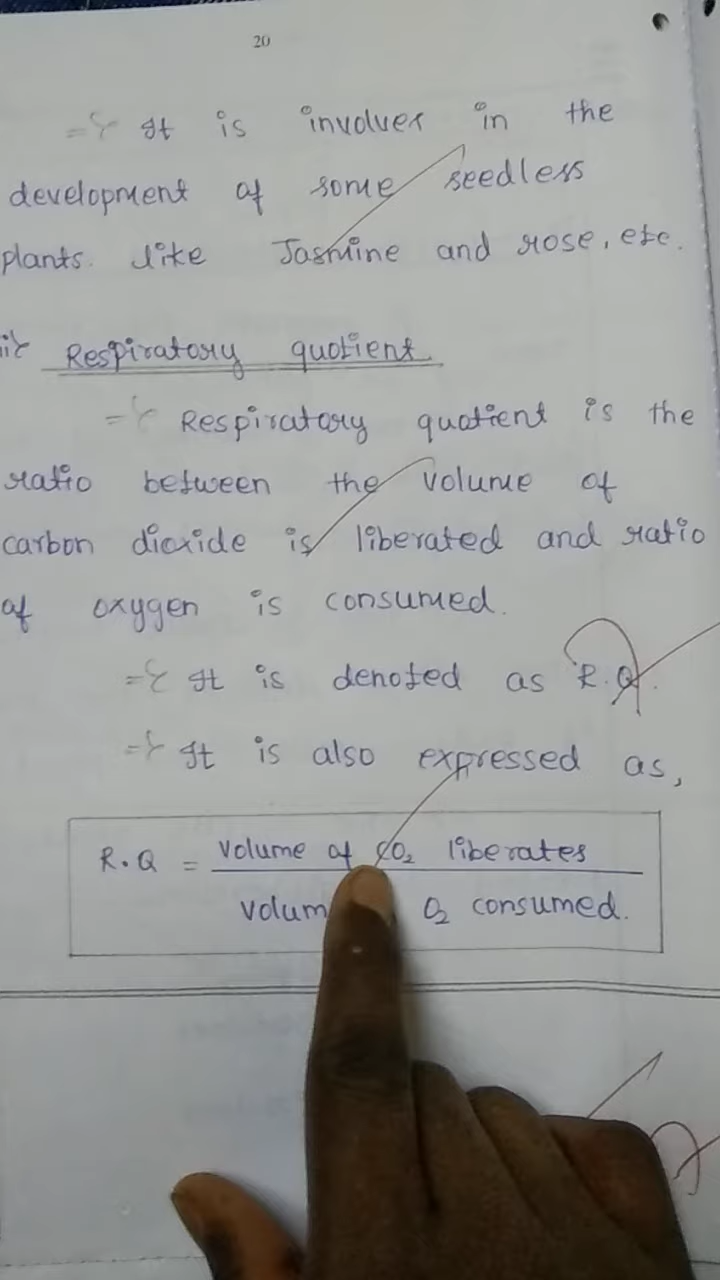 20
⇒ It is involves in the
development of some seedless
plants. like Jasmine and rose, etc.
ii) Respiratory quotient
⇒ Respiratory quotient is the
ratio between the volume of
carbon dioxide is liberated and ratio
of oxygen is consumed.
⇒ It is denoted as R.Q.
⇒ It is also expressed as,
R.Q = Volume of CO₂ liberates
O₂ consumed.